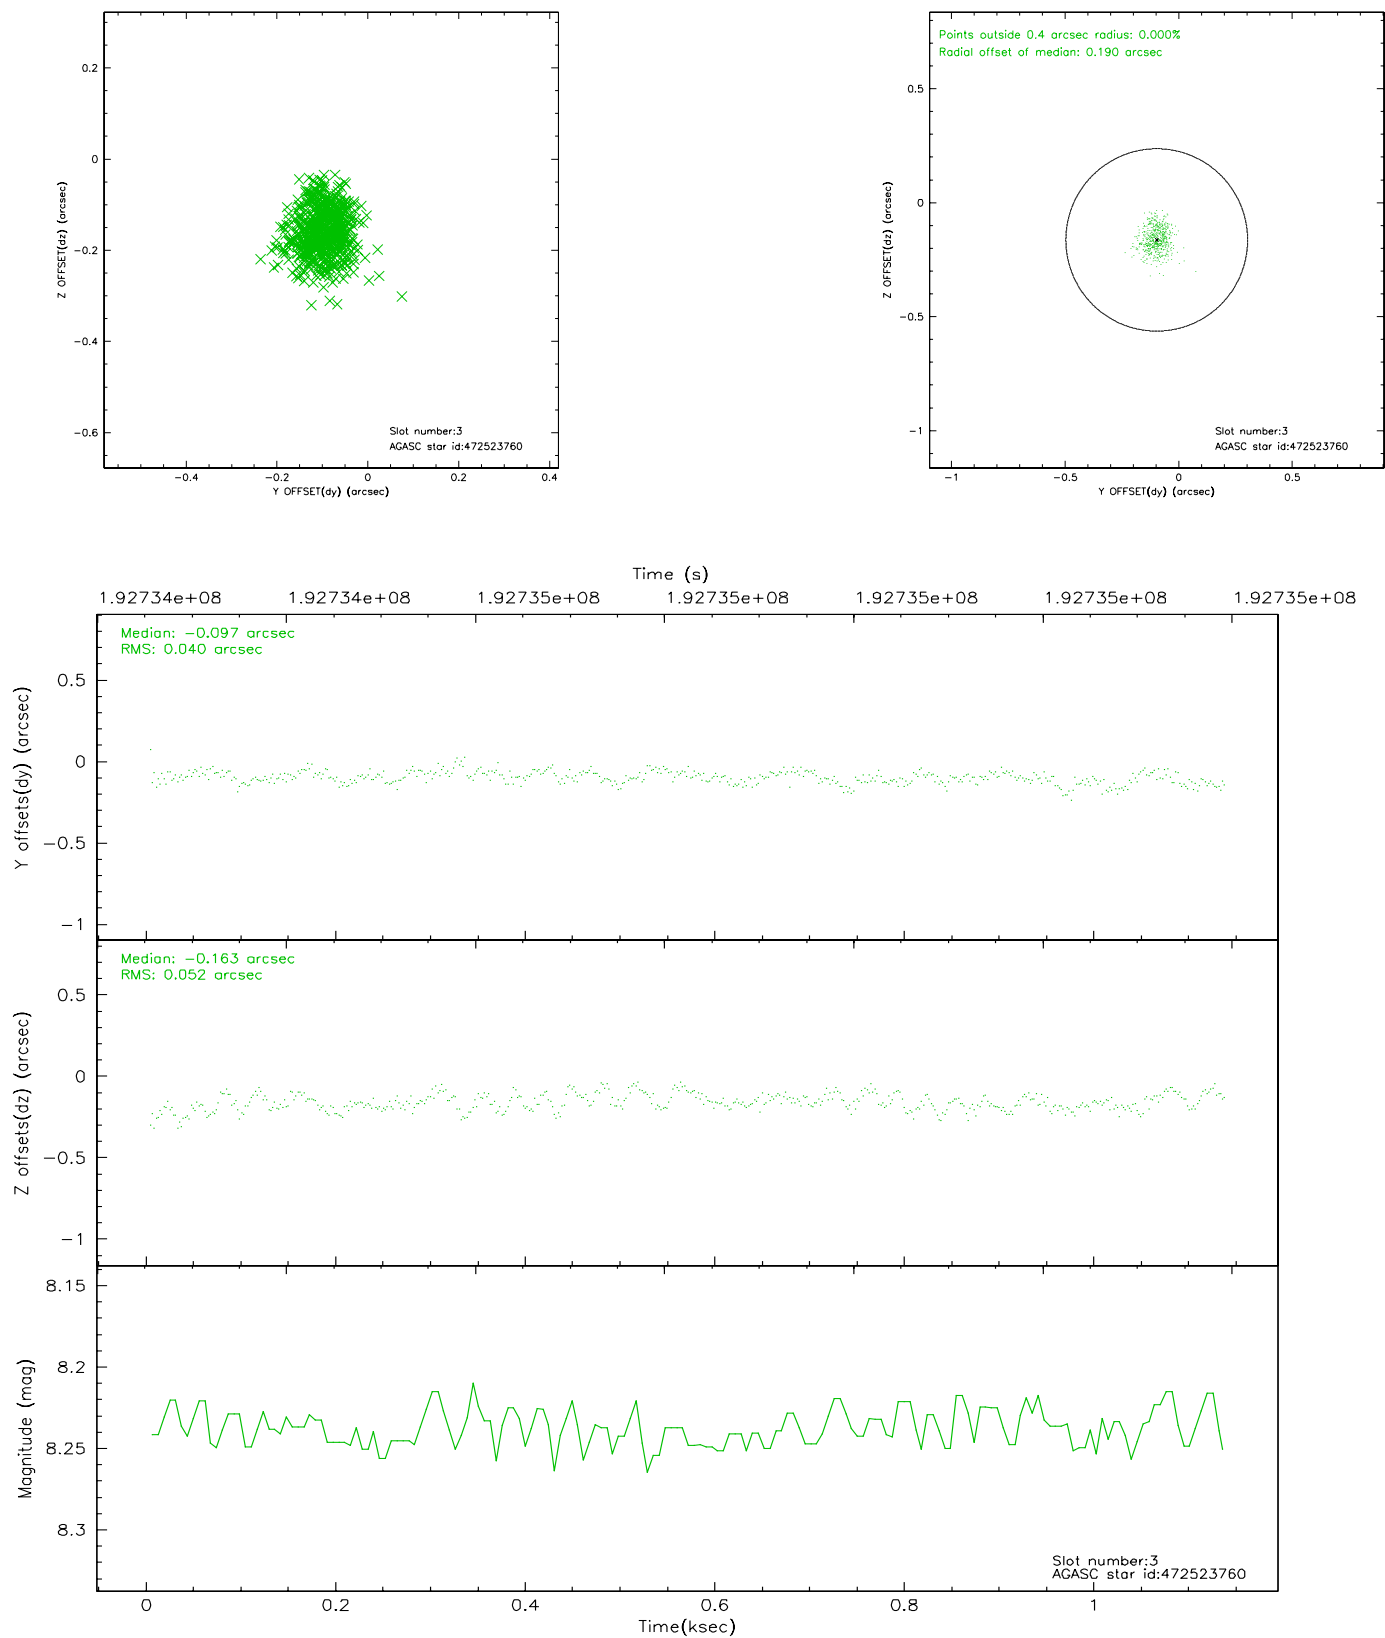 0.2
0
−0.2
−0.4
−0.6
Z OFFSET(dz) (arcsec)
Slot number:3
AGASC star id:472523760
−0.4 −0.2 0 0.2 0.4
Y OFFSET(dy) (arcsec)
Points outside 0.4 arcsec radius: 0.000%
Radial offset of median: 0.190 arcsec
0.5
0
−0.5
−1
Z OFFSET(dz) (arcsec)
Slot number:3
AGASC star id:472523760
−1 −0.5 0 0.5
Y OFFSET(dy) (arcsec)
Time (s)
1.92734e+08 1.92734e+08 1.92735e+08 1.92735e+08 1.92735e+08 1.92735e+08 1.92735e+08
Median: −0.097 arcsec
RMS: 0.040 arcsec
0.5
0
−0.5
−1
Y offsets(dy) (arcsec)
Median: −0.163 arcsec
RMS: 0.052 arcsec
0.5
0
−0.5
−1
Z offsets(dz) (arcsec)
8.15
8.2
8.25
8.3
Magnitude (mag)
Slot number:3
AGASC star id:472523760
0 0.2 0.4 0.6 0.8 1
Time(ksec)